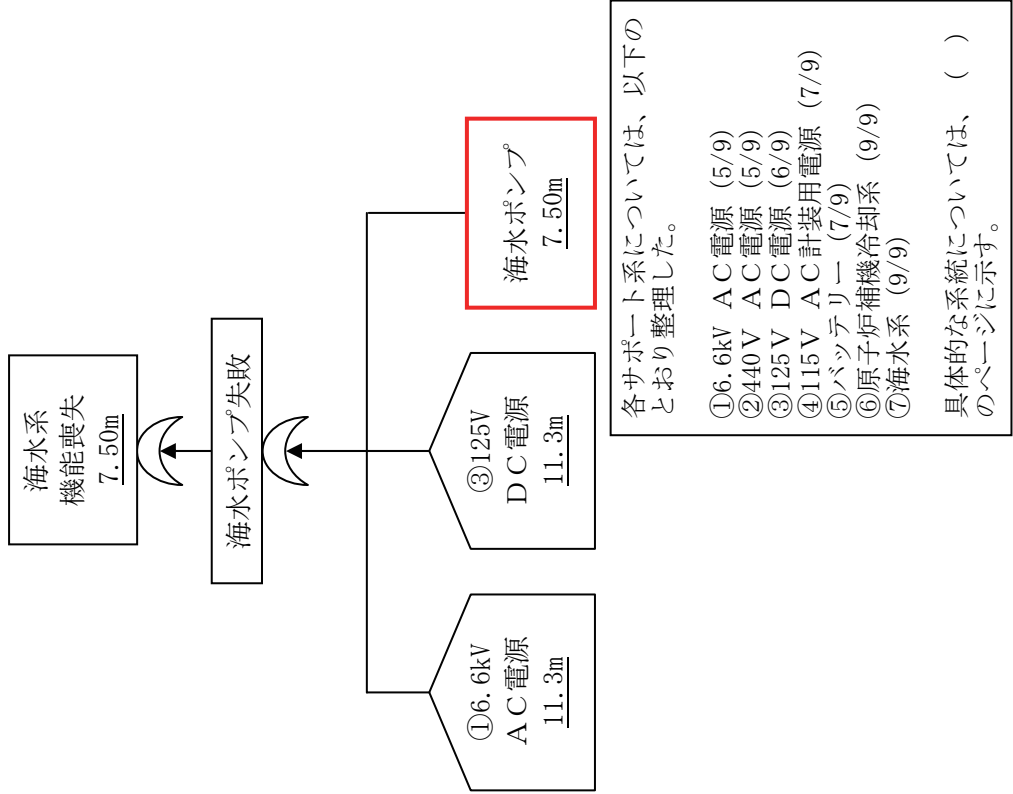 海水系
機能喪失
7.50m
海水ポンプ失敗
①6.6kV
ＡＣ電源
11.3m
③125V
ＤＣ電源
11.3m
海水ポンプ
7.50m
各サポート系については、以下の
とおり整理した。
①6.6kV ＡＣ電源 (5/9)
②440Ｖ ＡＣ電源 (5/9)
③125Ｖ ＤＣ電源 (6/9)
④115Ｖ ＡＣ計装用電源 (7/9)
⑤バッテリー (7/9)
⑥原子炉補機冷却系 (9/9)
⑦海水系 (9/9)
具体的な系統については、（ ）
のページに示す。